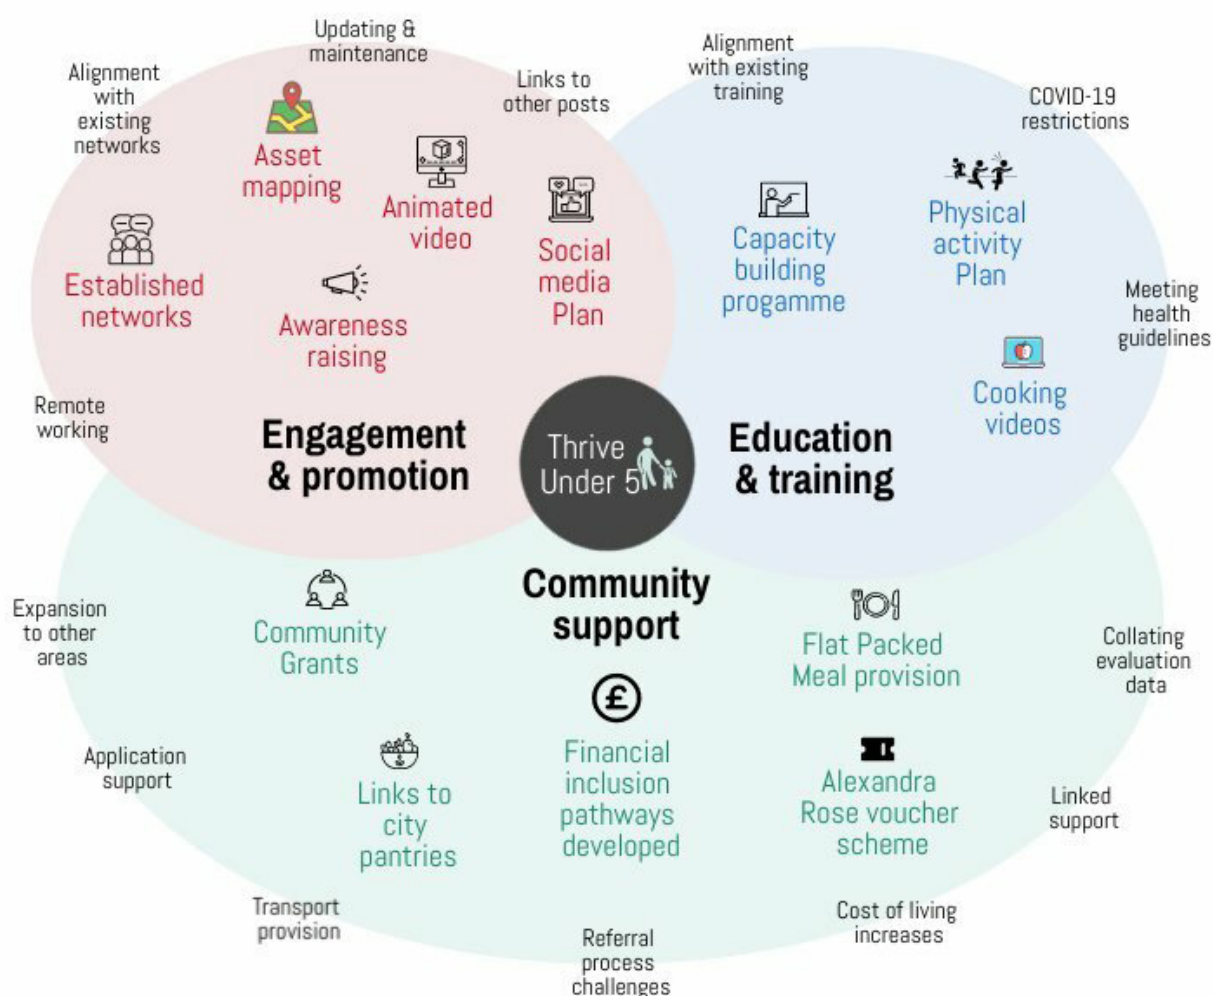 Updating &
maintenance
Alignment
with
existing
networks
Links to
other posts
Alignment
with existing
training
COVID-19
restrictions
Asset
mapping
Animated
video
Social
media
Plan
Established
networks
Awareness
raising
Capacity
building
progamme
Physical
activity
Plan
Meeting
health
guidelines
Cooking
videos
Remote
working
Engagement
& promotion
Thrive
Under 5
Education
& training
Community
support
Expansion
to other
areas
Community
Grants
Flat Packed
Meal provision
Collating
evaluation
data
£
Application
support
Links to
city
pantries
Financial
inclusion
pathways
developed
Alexandra
Rose voucher
scheme
Linked
support
Transport
provision
Referral
process
challenges
Cost of living
increases